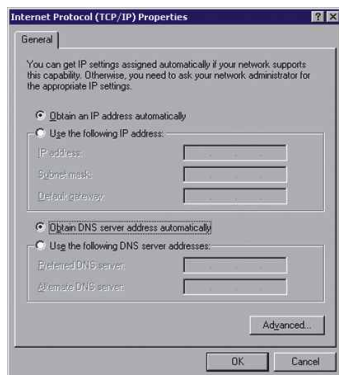 Internet Protocol (TCP/IP) Properties
General
You can get IP settings assigned automatically if your network supports
this capability. Otherwise, you need to ask your network administrator for
the appropriate IP settings.
Obtain an IP address automatically
Use the following IP address:
IP address:
Subnet mask:
Default gateway:
Obtain DNS server address automatically
Use the following DNS server addresses:
Preferred DNS server:
Alternate DNS server:
Advanced...
OK
Cancel